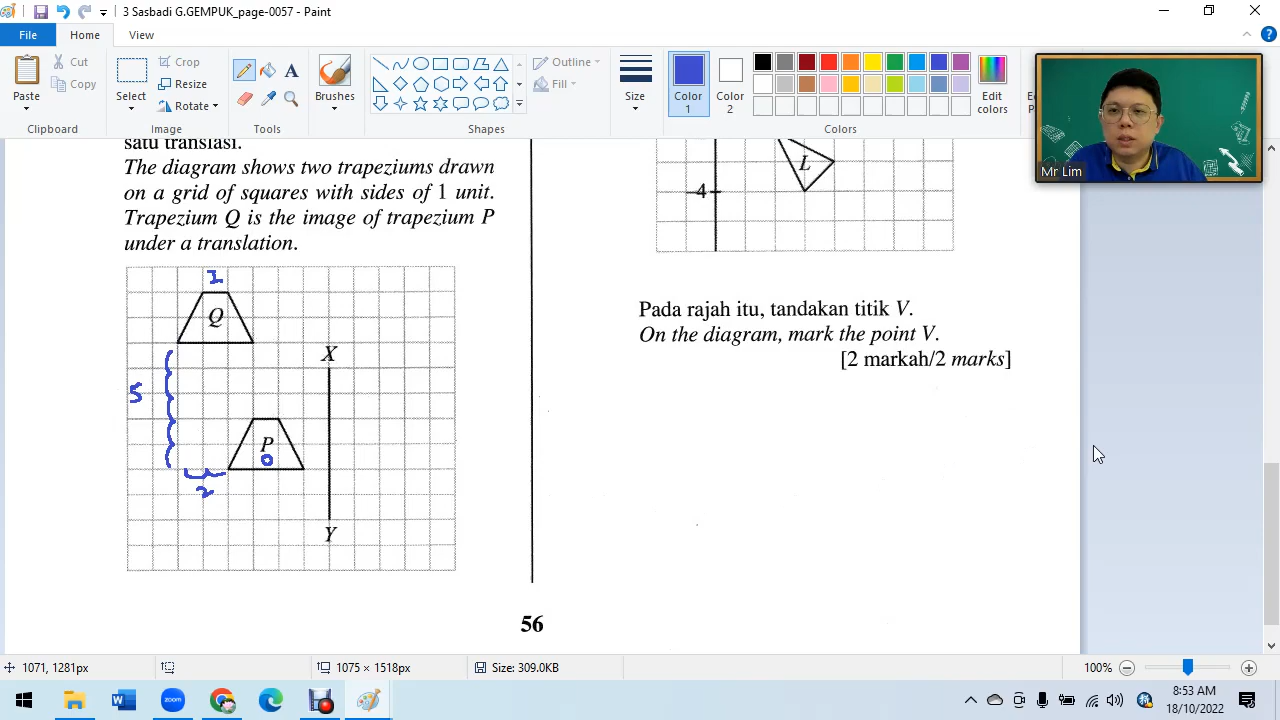 3 Sasbadi G.GEMPUK_page-0057 - Paint
File
Home
View
Paste
Cut
Copy
Clipboard
Select
Crop
Resize
Rotate
Image
Tools
Brushes
Outline
Fill
Shapes
Size
Color
1
Color
2
Edit
colors
Colors
Mr Lim
satu translasi.
The diagram shows two trapeziums drawn
on a grid of squares with sides of 1 unit.
Trapezium Q is the image of trapezium P
under a translation.
Q
X
5
P
2
Y
L
-4
Pada rajah itu, tandakan titik V.
On the diagram, mark the point V.
[2 markah/2 marks]
56
1071, 1281px
1075 × 1518px
Size: 309.0KB
100%
zoom
8:53 AM
18/10/2022